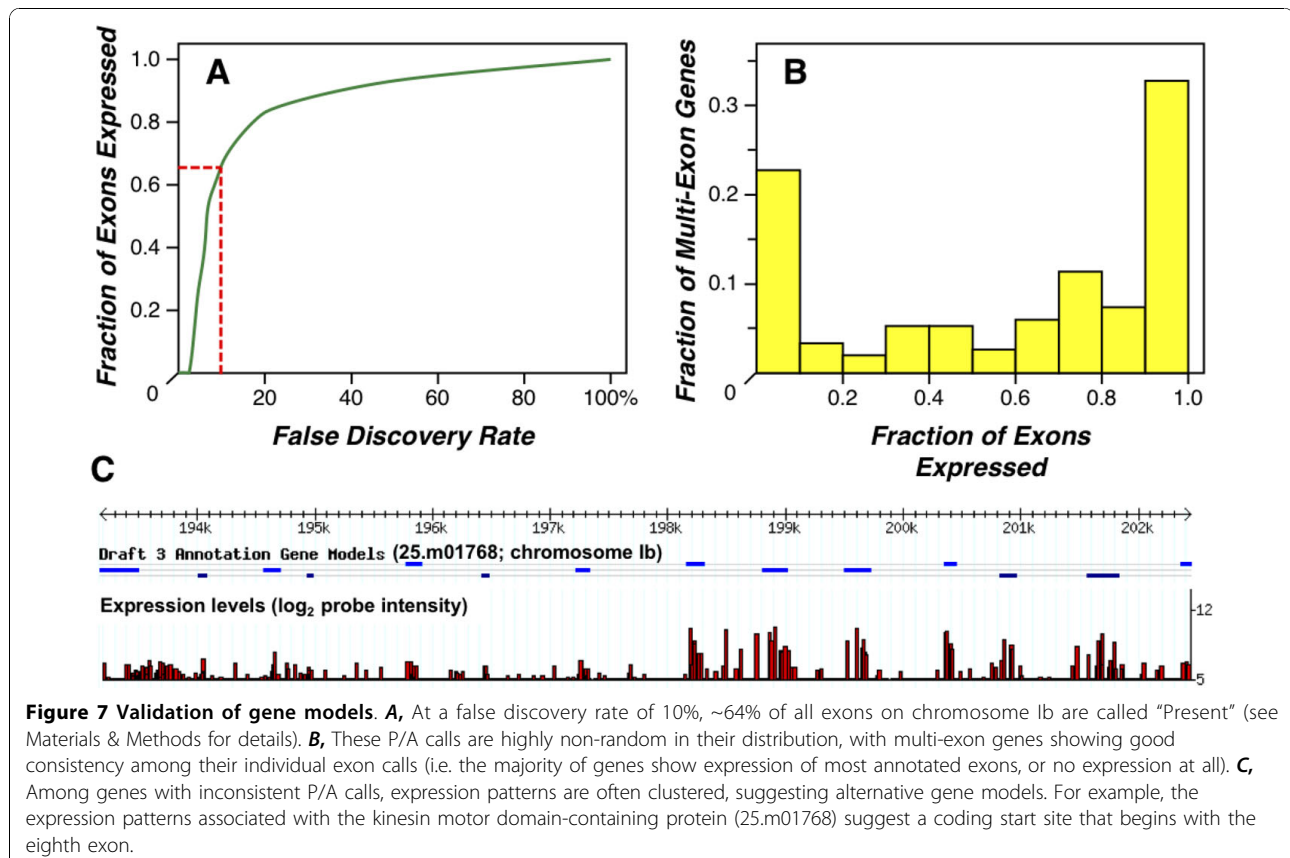 A
Fraction of Exons Expressed
1.0
0.8
0.6
0.4
0.2
0
20
40
60
80
100%
False Discovery Rate
B
Fraction of Multi-Exon Genes
0.3
0.2
0.1
0
0.2
0.4
0.6
0.8
1.0
Fraction of Exons
Expressed
C
194k 195k 196k 197k 198k 199k 200k 201k 202k
Draft 3 Annotation Gene Models (25.m01768; chromosome Ib)
Expression levels (log2 probe intensity)
12
5
Figure 7 Validation of gene models. A, At a false discovery rate of 10%, ~64% of all exons on chromosome Ib are called “Present” (see
Materials & Methods for details). B, These P/A calls are highly non-random in their distribution, with multi-exon genes showing good
consistency among their individual exon calls (i.e. the majority of genes show expression of most annotated exons, or no expression at all). C,
Among genes with inconsistent P/A calls, expression patterns are often clustered, suggesting alternative gene models. For example, the
expression patterns associated with the kinesin motor domain-containing protein (25.m01768) suggest a coding start site that begins with the
eighth exon.